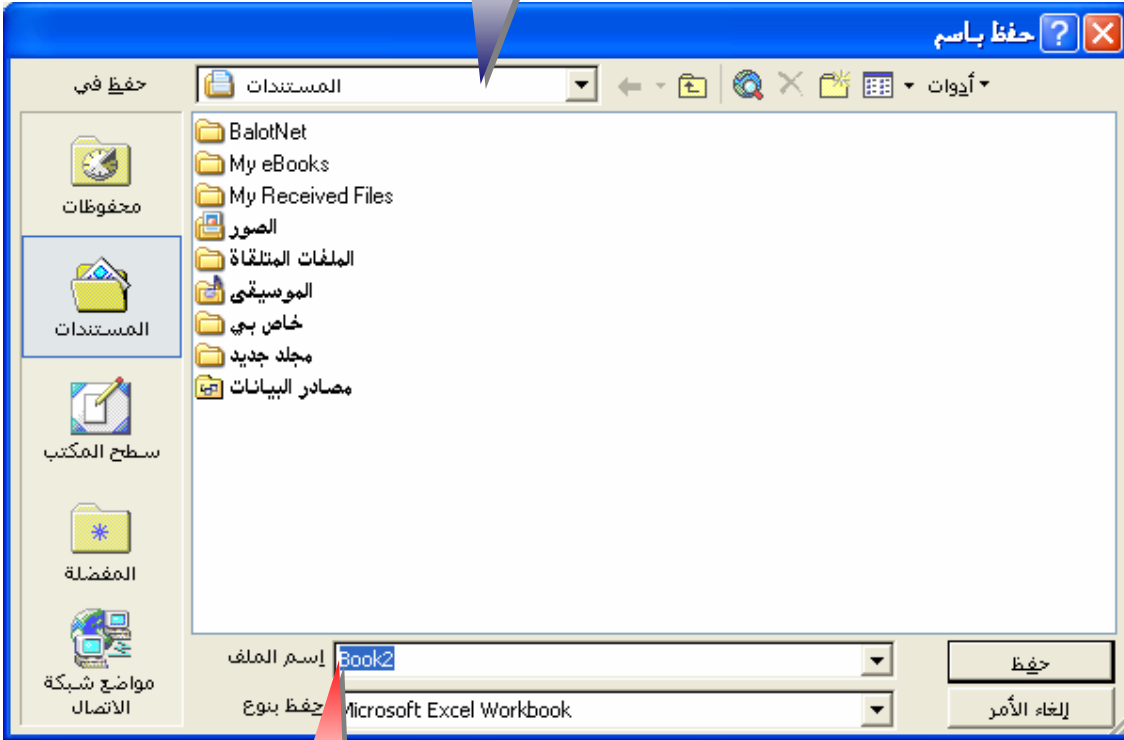 حفظ باسم
حفظ في
المستندات
أدوات
محفوظات
المستندات
سطح المكتب
المفضلة
مواضع شبكة
الاتصال
BalotNet
My eBooks
My Received Files
الصور
الملفات المتلقاة
الموسيقى
خاص بي
مجلد جديد
مصادر البيانات
إسم الملف
Book2
حفظ
حفظ بنوع
Microsoft Excel Workbook
إلغاء الأمر